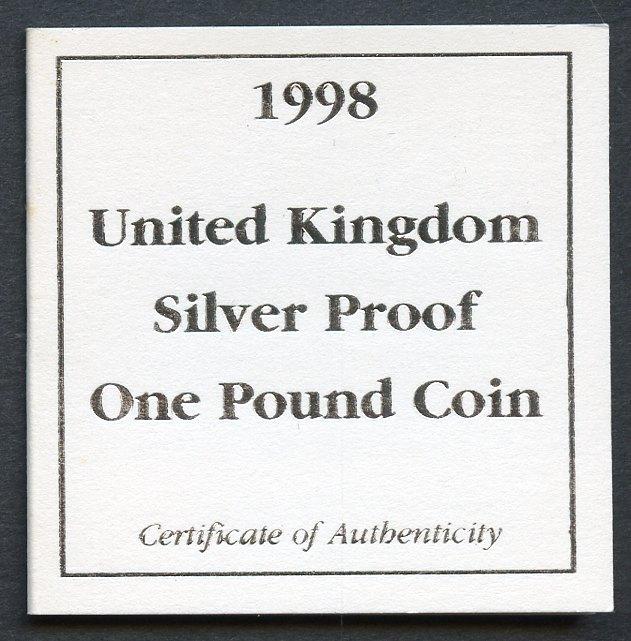 1998
United Kingdom
Silver Proof
One Pound Coin
Certificate of Authenticity